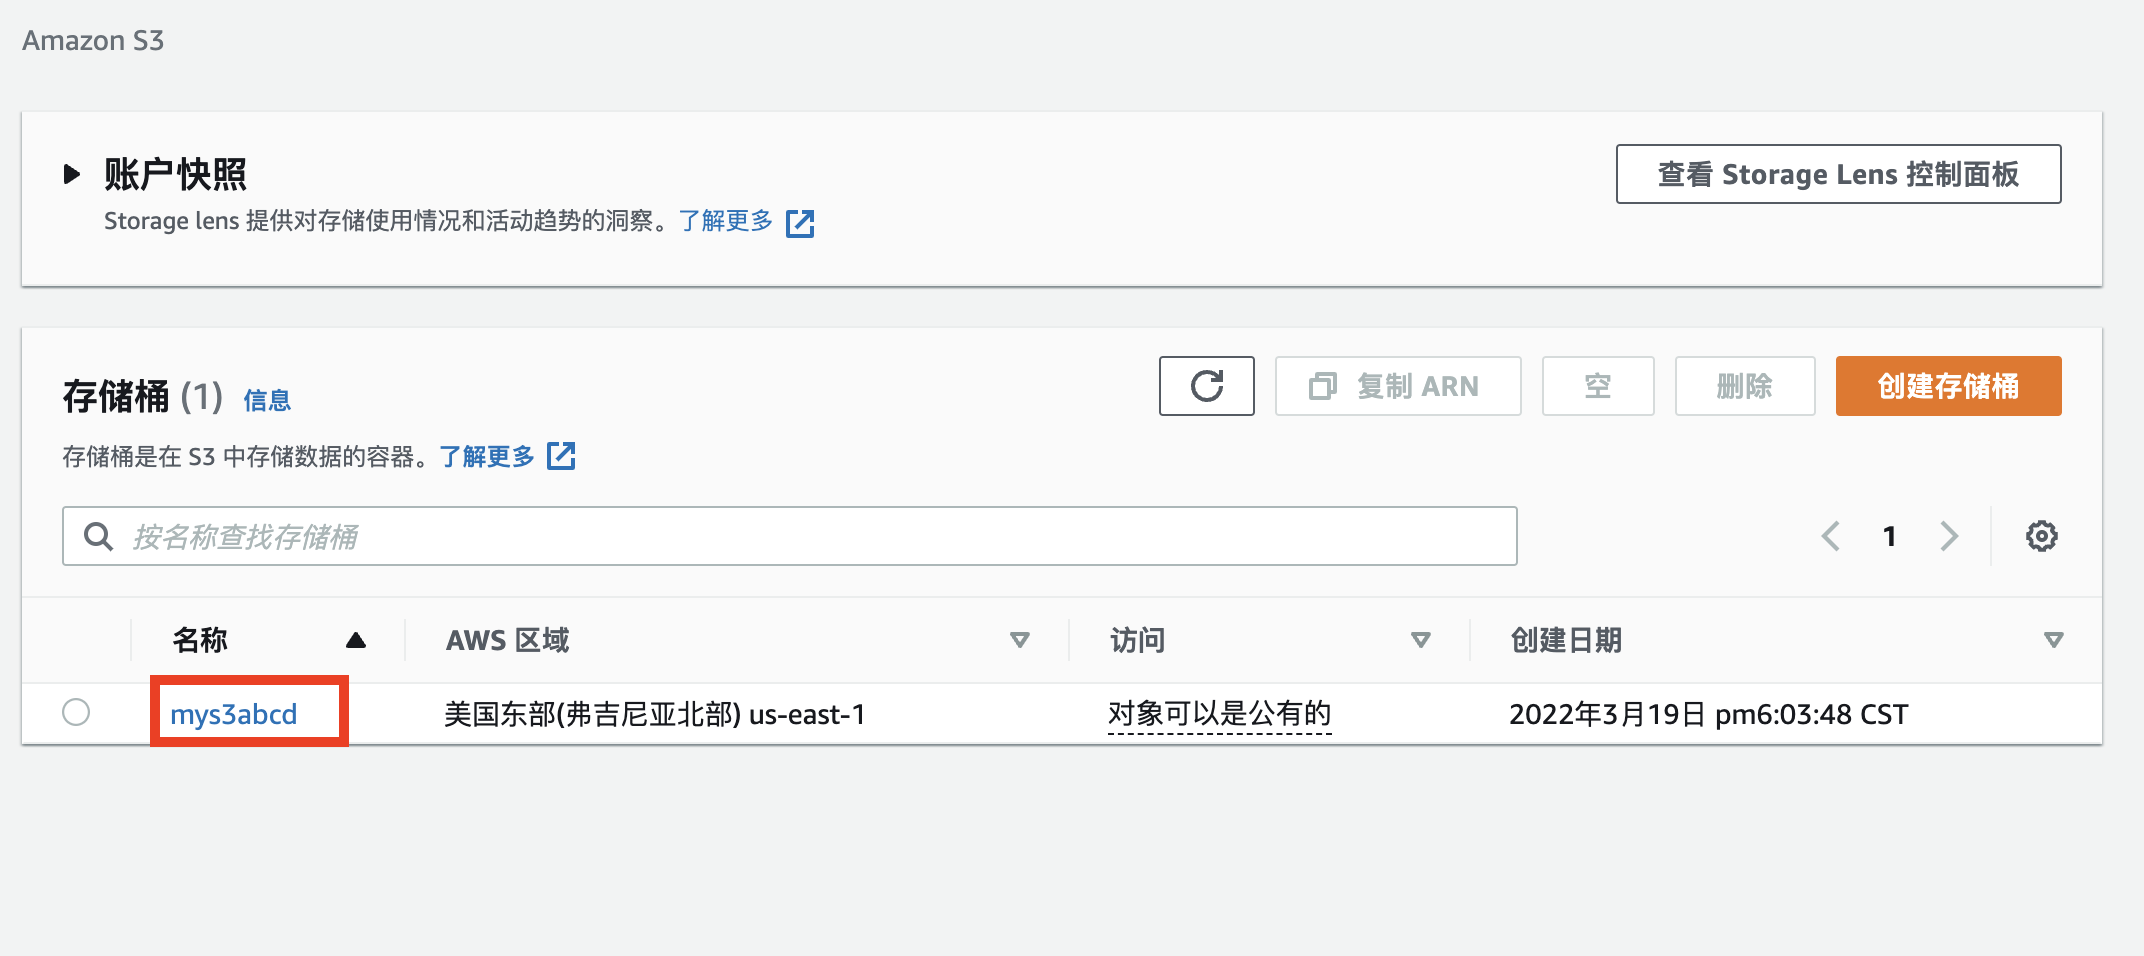 Amazon S3
账户快照
查看 Storage Lens 控制面板
Storage lens 提供对存储使用情况和活动趋势的洞察。了解更多
存储桶 (1) 信息
复制 ARN
空
删除
创建存储桶
存储桶是在 S3 中存储数据的容器。了解更多
按名称查找存储桶
1
名称 AWS 区域 访问 创建日期
mys3abcd 美国东部(弗吉尼亚北部) us-east-1 对象可以是公有的 2022年3月19日 pm6:03:48 CST